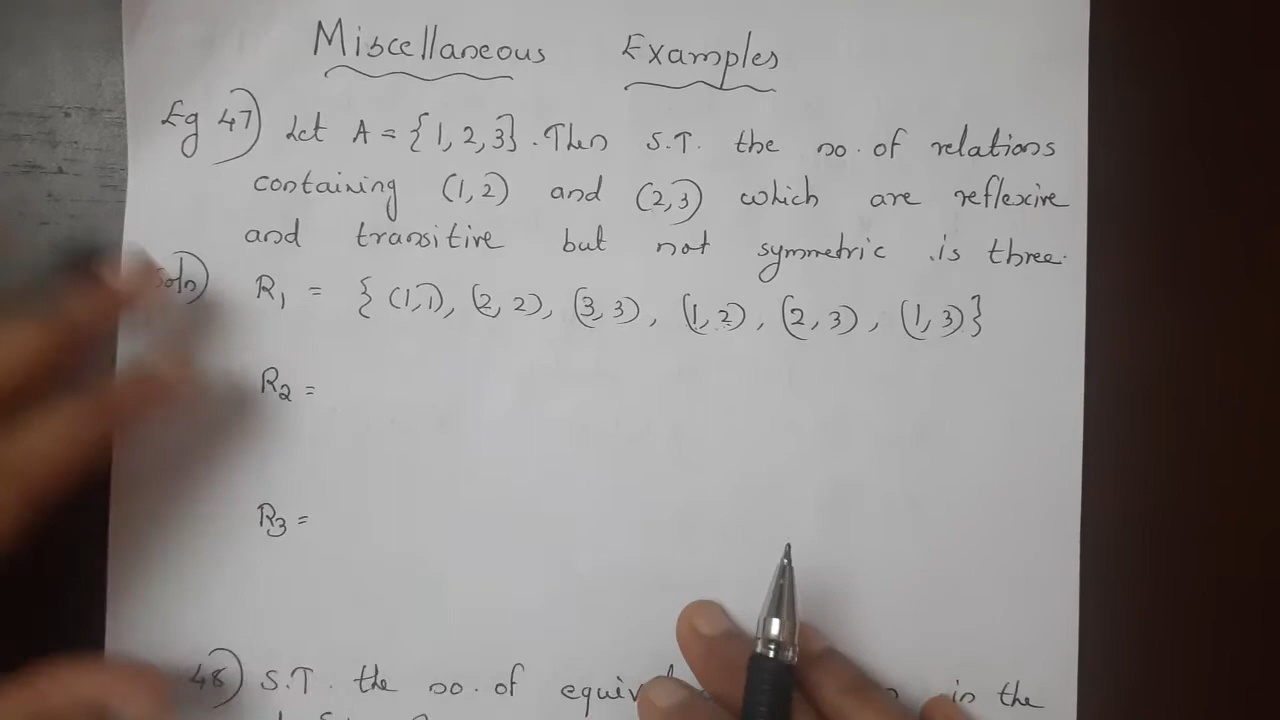 Miscellaneous Examples
Eg 47) Let A = {1, 2, 3}. Then S.T. the no. of relations
containing (1, 2) and (2, 3) which are reflexive
and transitive but not symmetric is three.
Soln) R₁ = { (1, 1), (2, 2), (3, 3), (1, 2), (2, 3), (1, 3)}
R₂ =
R₃ =
48) S.T. the no. of in the